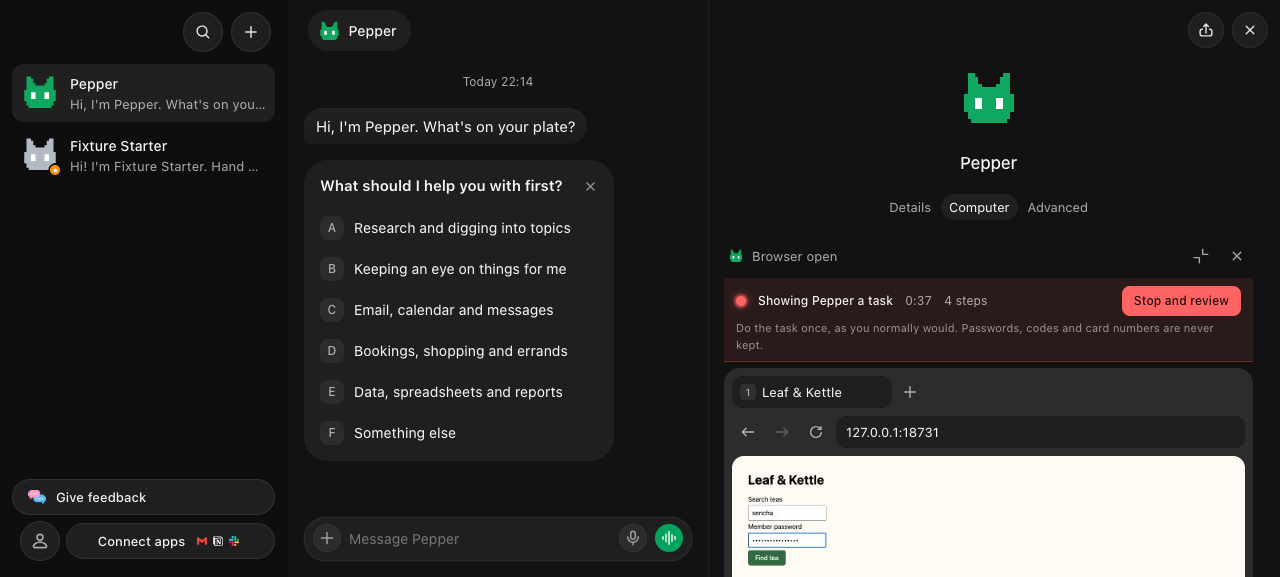 Pepper
Hi, I'm Pepper. What's on you...
Fixture Starter
Hi! I'm Fixture Starter. Hand ...
Give feedback
Connect apps
Pepper
Today 22:14
Hi, I'm Pepper. What's on your plate?
What should I help you with first?
A Research and digging into topics
B Keeping an eye on things for me
C Email, calendar and messages
D Bookings, shopping and errands
E Data, spreadsheets and reports
F Something else
Message Pepper
Pepper
Details Computer Advanced
Browser open
Showing Pepper a task 0:37 4 steps Stop and review
Do the task once, as you normally would. Passwords, codes and card numbers are never
kept.
1 Leaf & Kettle
127.0.0.1:18731
Leaf & Kettle
Search teas
sencha
Member password
Find tea